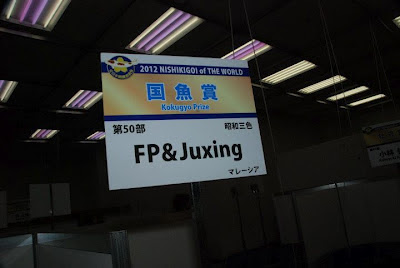 2012 NISHIKIGOI of THE WORLD
国魚賞
Kokugyo Prize
第50部 昭和三色
FP&Juxing
マレーシア